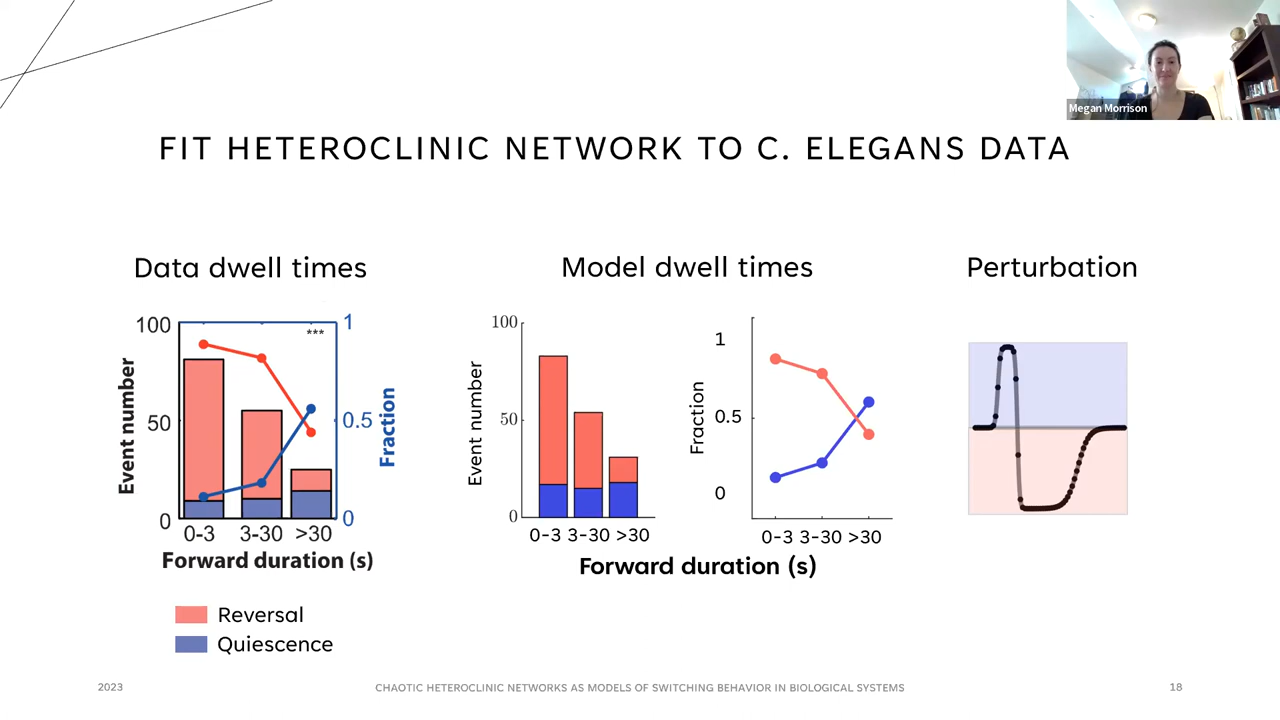 Megan Morrison
FIT HETEROCLINIC NETWORK TO C. ELEGANS DATA
Data dwell times
Model dwell times
Perturbation
100
50
0
Event number
***
1
0.5
0
Fraction
0-3 3-30 >30
Forward duration (s)
Reversal
Quiescence
100
50
0
Event number
0-3 3-30 >30
1
0.5
0
Fraction
0-3 3-30 >30
Forward duration (s)
2023
CHAOTIC HETEROCLINIC NETWORKS AS MODELS OF SWITCHING BEHAVIOR IN BIOLOGICAL SYSTEMS
18